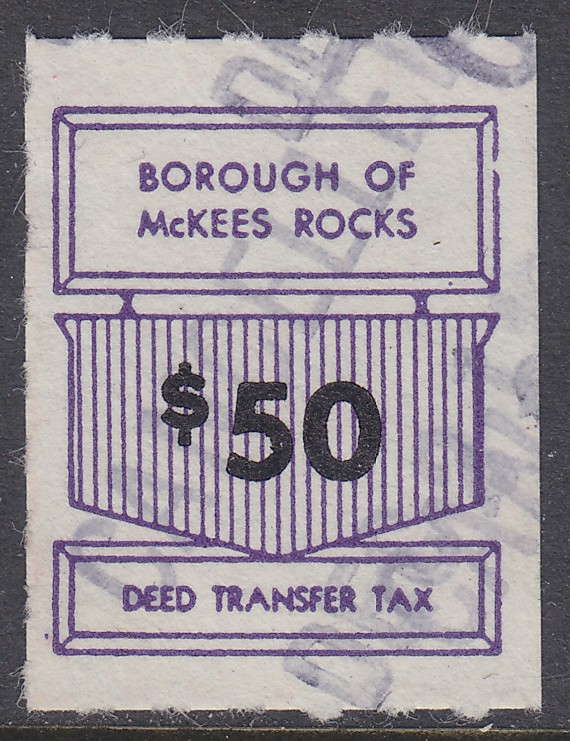 BOROUGH OF
McKEES ROCKS
$50
DEED TRANSFER TAX